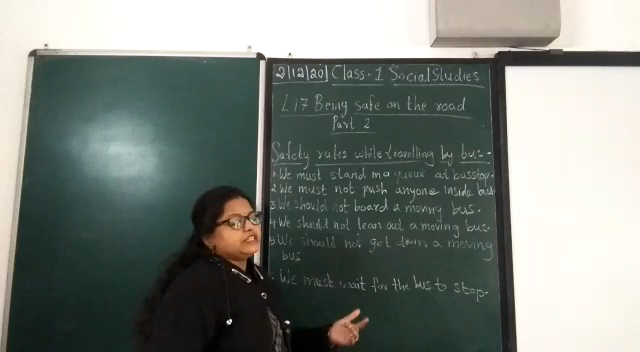 2/12/20 Class-1 Social Studies
L17 Being safe on the road
Part 2
Safety rules while travelling by bus.
1 We must stand in a queue at bus stop.
2 We must not push anyone inside bus
3 We should not board a moving bus.
4 We should not lean out a moving bus.
5 We should not get down a moving
bus
We must wait for the bus to stop.